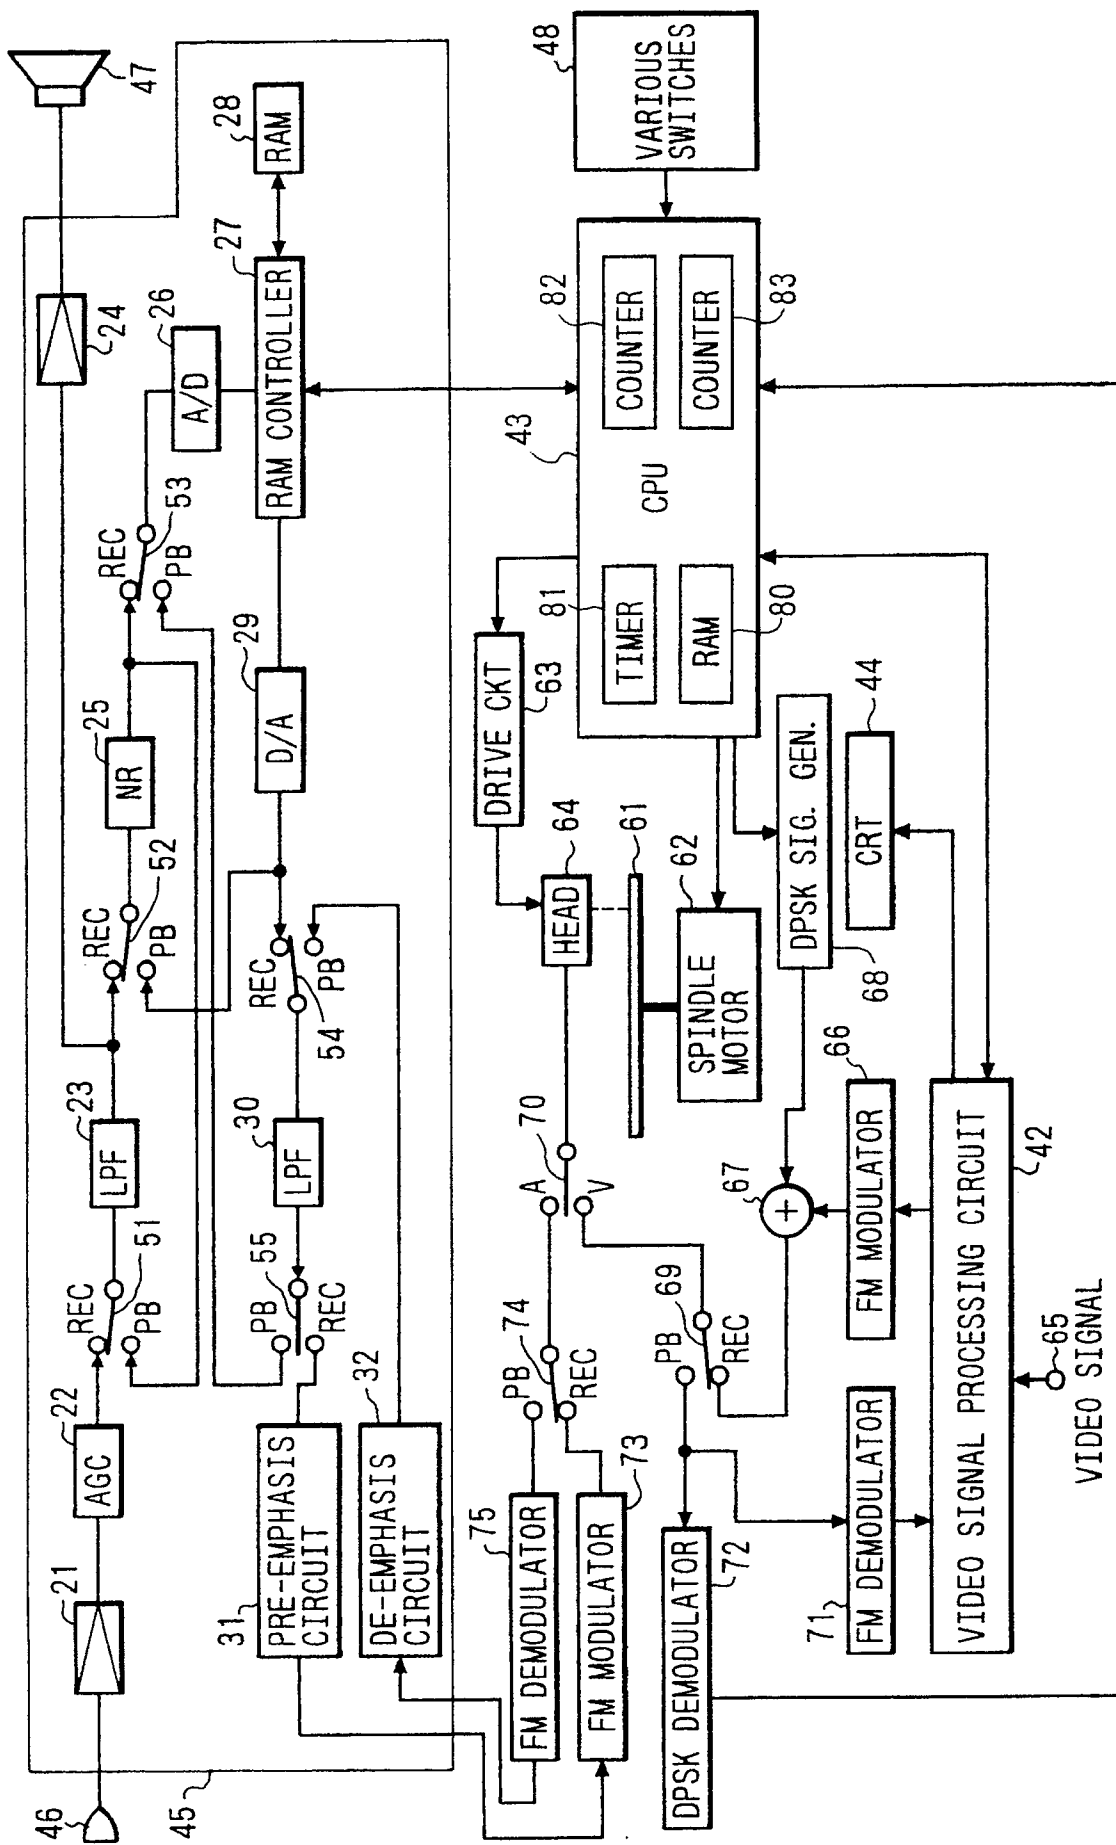 46
21
22
AGC
REC
51
PB
23
LPF
REC
52
PB
25
NR
REC
53
PB
24
47
26
A/D
28
RAM
27
RAM CONTROLLER
29
D/A
REC
PB
54
30
LPF
55
PB
REC
31
PRE-EMPHASIS
CIRCUIT
32
DE-EMPHASIS
CIRCUIT
45
75
FM DEMODULATOR
73
FM MODULATOR
PB
74
REC
A
70
V
64
HEAD
DRIVE CKT
63
61
62
SPINDLE
MOTOR
43
CPU
81
TIMER
80
RAM
82
COUNTER
83
COUNTER
48
VARIOUS
SWITCHES
DPSK DEMODULATOR
72
PB
69
REC
67
+
DPSK SIG. GEN.
68
44
CRT
71
FM DEMODULATOR
66
FM MODULATOR
VIDEO SIGNAL PROCESSING CIRCUIT
42
65
VIDEO SIGNAL